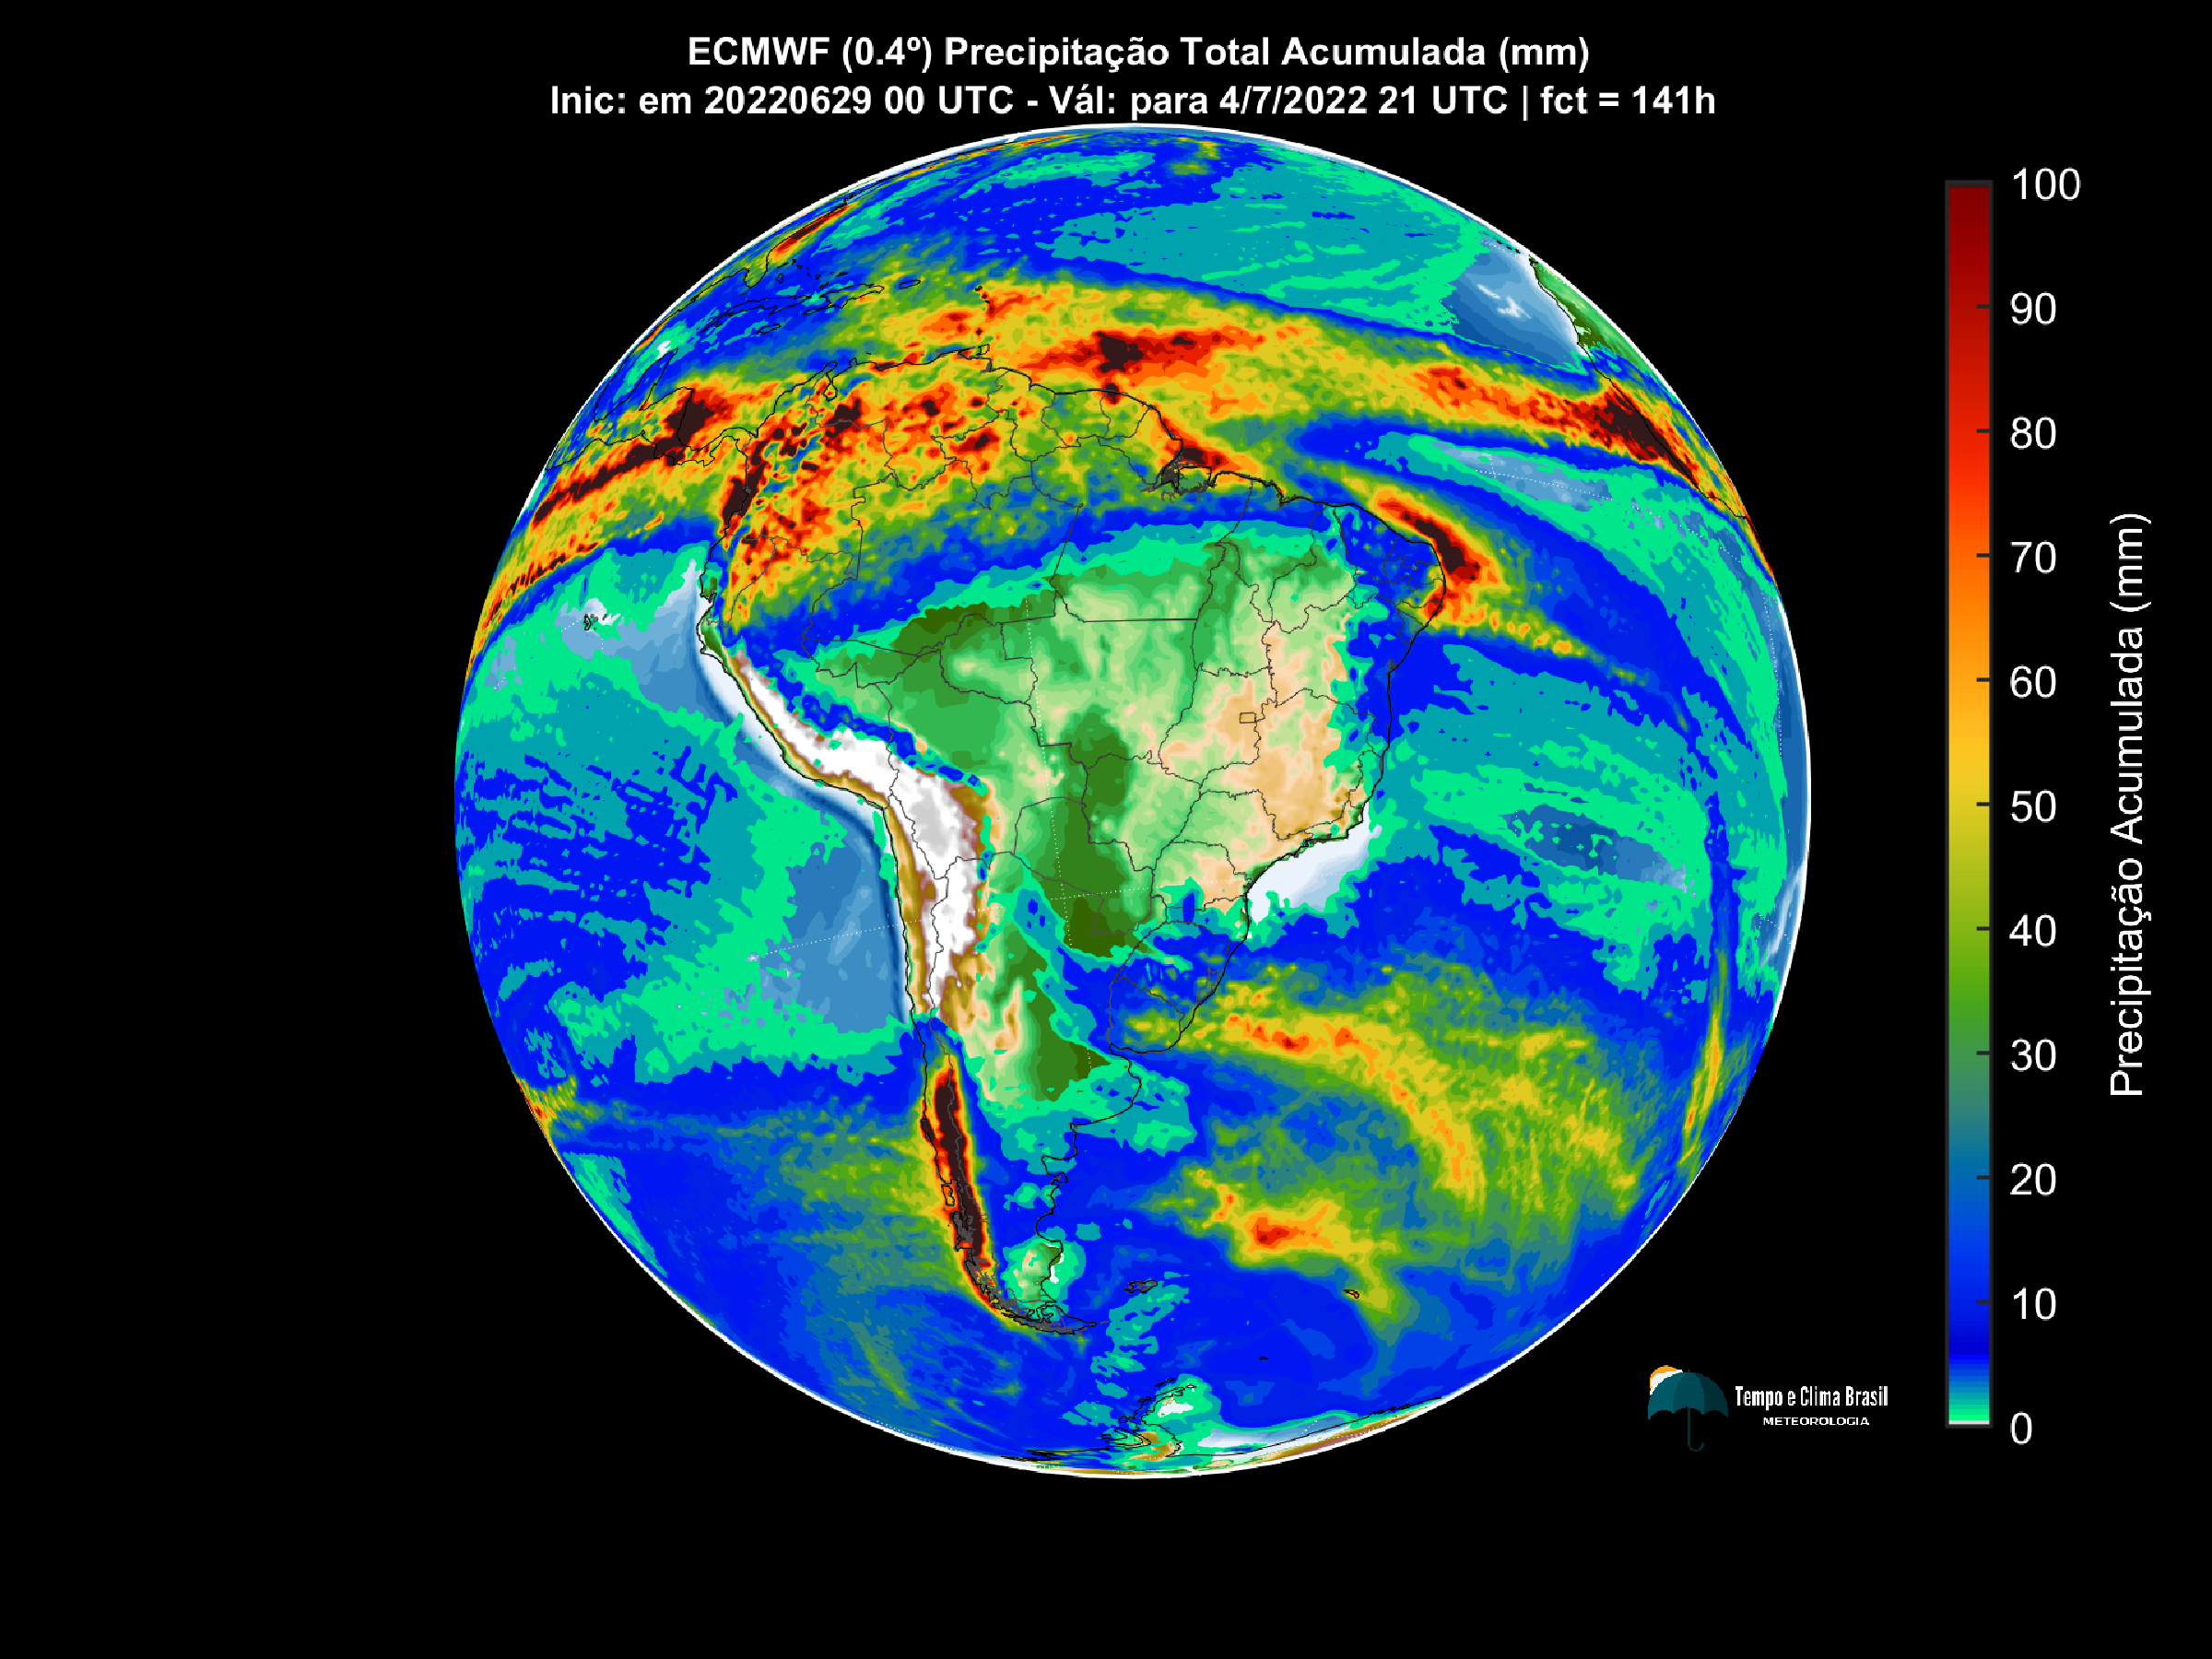 ECMWF (0.4º) Precipitação Total Acumulada (mm)
Inic: em 20220629 00 UTC - Vál: para 4/7/2022 21 UTC | fct = 141h
100
90
80
70
60
50
40
30
20
10
0
Precipitação Acumulada (mm)
Tempo e Clima Brasil
METEOROLOGIA